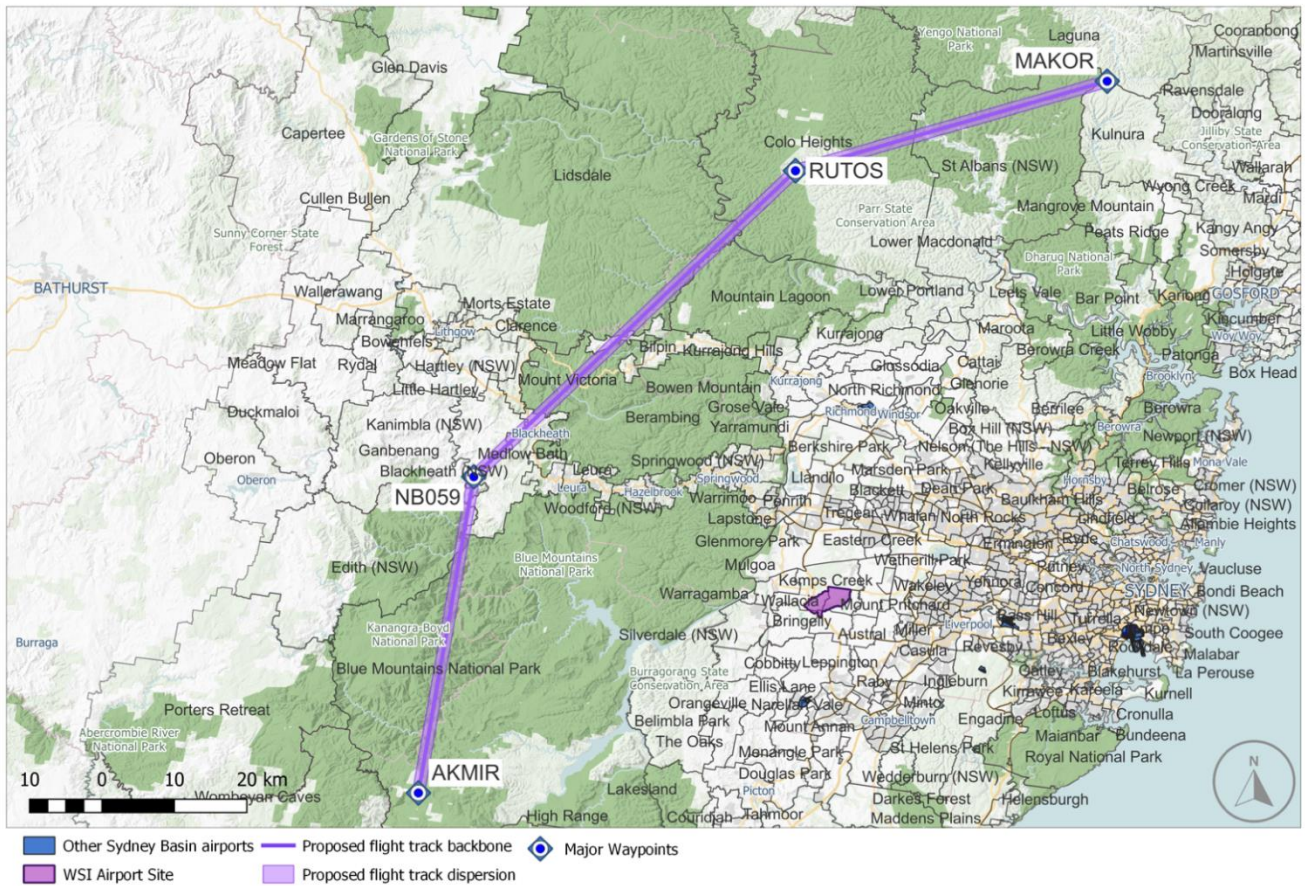 Cooranbong
Yengo National
Park
Laguna
Martinsville
MAKOR
Glen Davis
Ravensdale
Dooralong
Capertee
Gardens of Stone
National Park
Colo Heights
Kulnura
Jilliby State
Conservation Area
Lidsdale
RUTOS
St Albans (NSW)
Wallarah
Cullen Bullen
Wyong Creek
Mardi
Parr State
Conservation Area
Mangrove Mountain
Sunny Corner State
Forest
Peats Ridge
Kangy Angy
Lower Macdonald
Somersby
Dharug National
Park
Holgate
BATHURST
Wallerawang
Mountain Lagoon
Lower Portland
Leets Vale
Bar Point
Kariong
GOSFORD
Morts Estate
Marrangaroo
Clarence
Kurrajong
Maroota
Little Wobby
Kincumber
Lithgow
Bowenfels
Bilpin
Kurrajong Hills
Berowra Creek
Patonga
Woy Woy
Meadow Flat
Rydal
Hartley (NSW)
Glossodia
Cattai
Brooklyn
Box Head
Little Hartley
Mount Victoria
Bowen Mountain
Kurrajong
North Richmond
Glenorie
Duckmaloi
Berambing
Grose Vale
Richmond
Windsor
Oakville
Berrilee
Berowra
Kanimbla (NSW)
Yarramundi
Box Hill (NSW)
Berowra
Newport (NSW)
Blackheath
Ganbenang
Medlow Bath
Berkshire Park
Nelson
The Hills (NSW)
Oberon
Blackheath (NSW)
Leura
Springwood (NSW)
Marsden Park
Kellyville
Terrey Hills
Mona Vale
Oberon
Leura
Hazelbrook
Springwood
Llandilo
Hornsby
Cromer (NSW)
NB059
Warrimoo
Penrith
Blackett
Dean Park
Baulkham Hills
Belrose
Collaroy (NSW)
Woodford (NSW)
Lapstone
Tregear
Whalan
North Rocks
Lindfield
Allambie Heights
Glenmore Park
Eastern Creek
Ermington
Ryde
Chatswood
Manly
Blue Mountains
National Park
Edith (NSW)
Mulgoa
Wetherill Park
Putney
North Sydney
Vaucluse
Kemps Creek
Wakeley
Yennora
Concord
SYDNEY
Bondi Beach
Warragamba
Wallacia
Mount Pritchard
Newtown (NSW)
Kanangra-Boyd
National Park
Bringelly
Bass Hill
Turrella
Burraga
Silverdale (NSW)
Austral
Miller
Liverpool
Revesby
Bexley
Rockdale
South Coogee
Casula
Malabar
Blue Mountains National Park
Cobbitty
Leppington
Oatley
Blakehurst
La Perouse
Burragorang State
Conservation Area
Ellis Lane
Raby
Ingleburn
Kirrawee
Kareela
Kurnell
Porters Retreat
Orangeville
Narellan Vale
Minto
Loftus
Cronulla
Belimbla Park
Mount Annan
Campbelltown
Engadine
Maianbar
Bundeena
Abercrombie River
National Park
The Oaks
Menangle Park
St Helens Park
Royal National Park
AKMIR
Douglas Park
Wedderburn (NSW)
10 0 10 20 km
Wombeyan Caves
Lakesland
Picton
Darkes Forest
Helensburgh
High Range
Couridjah
Tahmoor
Maddens Plains
N
Other Sydney Basin airports
Proposed flight track backbone
Major Waypoints
WSI Airport Site
Proposed flight track dispersion